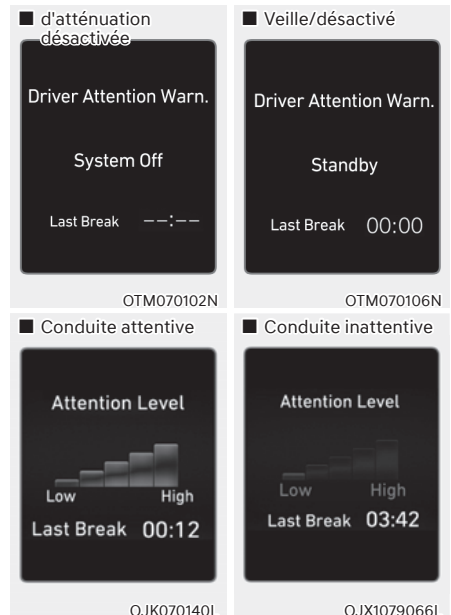 ■ d'atténuation
désactivée
Driver Attention Warn.
System Off
Last Break --:--
OTM070102N
■ Veille/désactivé
Driver Attention Warn.
Standby
Last Break 00:00
OTM070106N
■ Conduite attentive
Attention Level
Low High
Last Break 00:12
OJK070140L
■ Conduite inattentive
Attention Level
Low High
Last Break 03:42
OJX1079066L